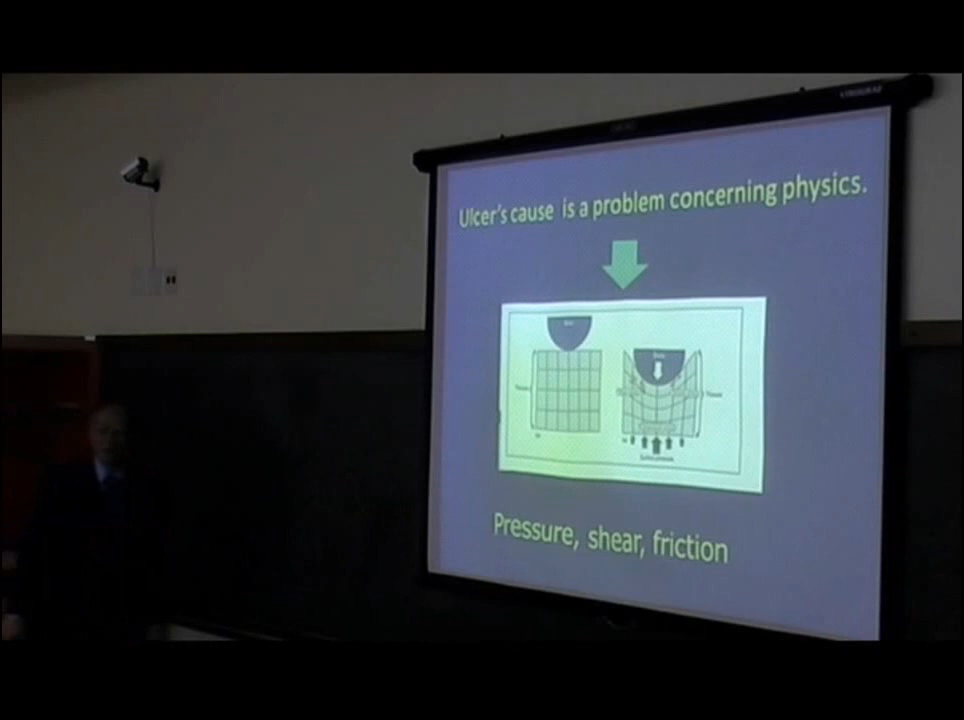 Ulcer's cause is a problem concerning physics.
Pressure, shear, friction